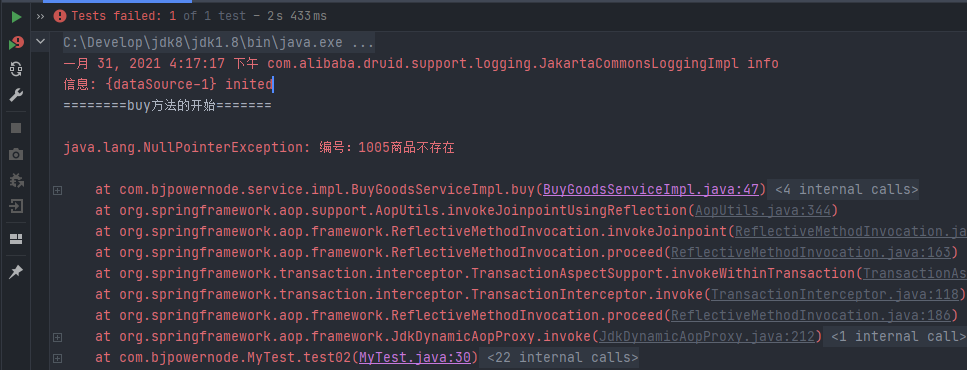 Tests failed: 1 of 1 test – 2 s 433 ms
C:\Develop\jdk8\jdk1.8\bin\java.exe ...
一月 31, 2021 4:17:17 下午 com.alibaba.druid.support.logging.JakartaCommonsLoggingImpl info
信息: {dataSource-1} inited
========buy方法的开始=======
java.lang.NullPointerException: 编号：1005商品不存在
at com.bjpowernode.service.impl.BuyGoodsServiceImpl.buy(BuyGoodsServiceImpl.java:47) <4 internal calls>
at org.springframework.aop.support.AopUtils.invokeJoinpointUsingReflection(AopUtils.java:344)
at org.springframework.aop.framework.ReflectiveMethodInvocation.invokeJoinpoint(ReflectiveMethodInvocation.ja
at org.springframework.aop.framework.ReflectiveMethodInvocation.proceed(ReflectiveMethodInvocation.java:163)
at org.springframework.transaction.interceptor.TransactionAspectSupport.invokeWithinTransaction(TransactionAs
at org.springframework.transaction.interceptor.TransactionInterceptor.invoke(TransactionInterceptor.java:118)
at org.springframework.aop.framework.ReflectiveMethodInvocation.proceed(ReflectiveMethodInvocation.java:186)
at org.springframework.aop.framework.JdkDynamicAopProxy.invoke(JdkDynamicAopProxy.java:212) <1 internal call>
at com.bjpowernode.MyTest.test02(MyTest.java:30) <22 internal calls>